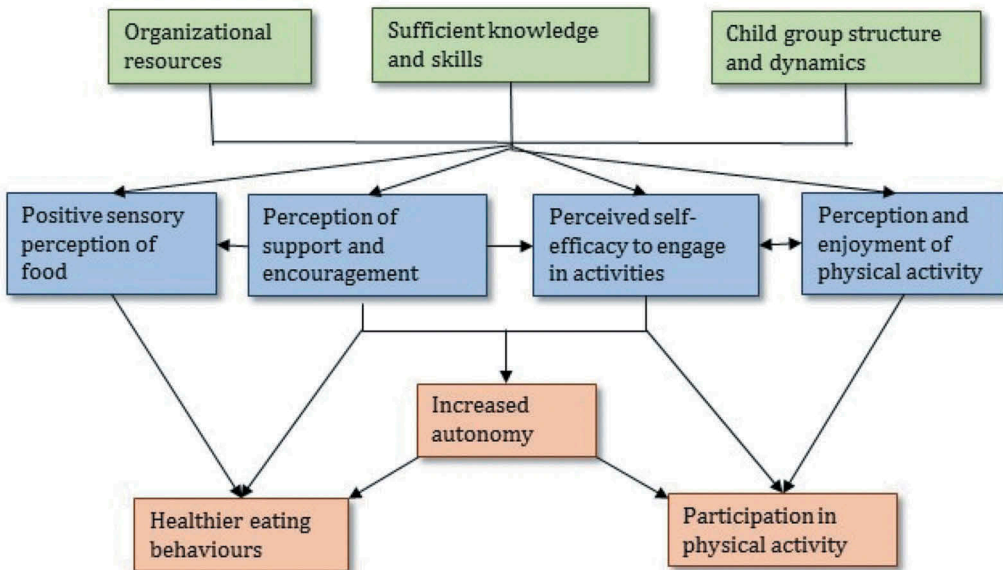 Organizational
resources
Sufficient knowledge
and skills
Child group structure
and dynamics
Positive sensory
perception of
food
Perception of
support and
encouragement
Perceived self-
efficacy to engage
in activities
Perception and
enjoyment of
physical activity
Increased
autonomy
Healthier eating
behaviours
Participation in
physical activity